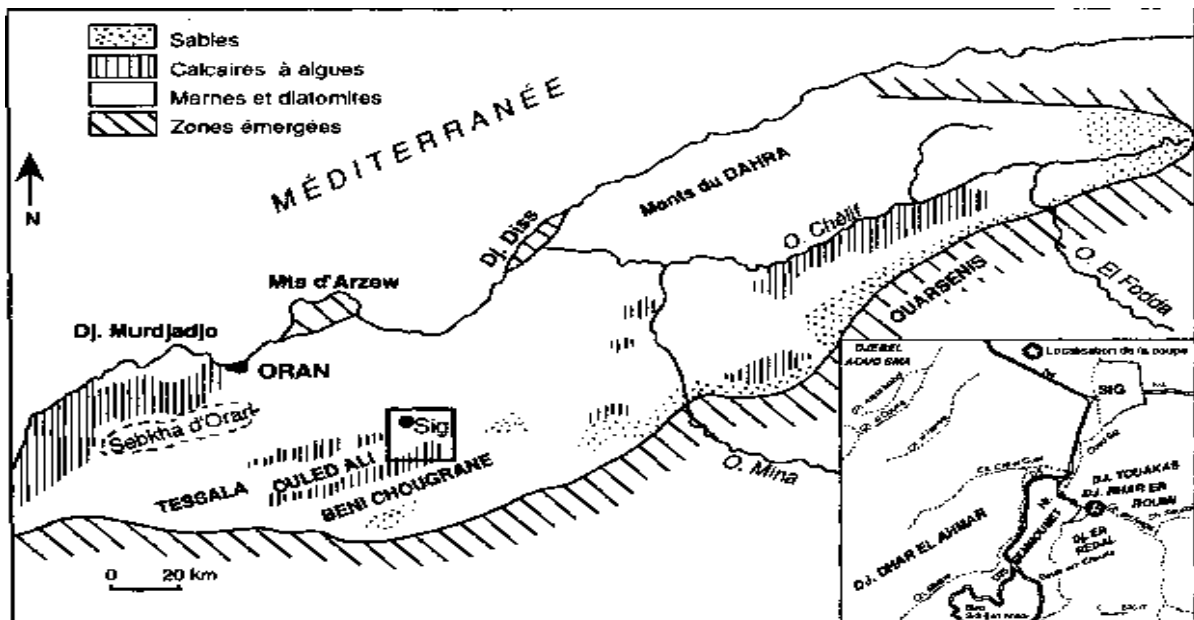 Sables
Calcaires à algues
Marnes et diatomites
Zones émergées
MÉDITERRANÉE
N
Monts du DAHRA
Dj. Diss
O. Chélif
Mts d'Arzew
O. El Fodda
OUARSENIS
Dj. Murdjadjo
ORAN
Sebkha d'Oran
Sig
OULED ALI
TESSALA
BENI CHOUGRANE
O. Mina
0 20 km
DJEBEL
Localisation de la coupe
SIG
DJ. TOUAKAS
DJ. DHAR EL AHMAR